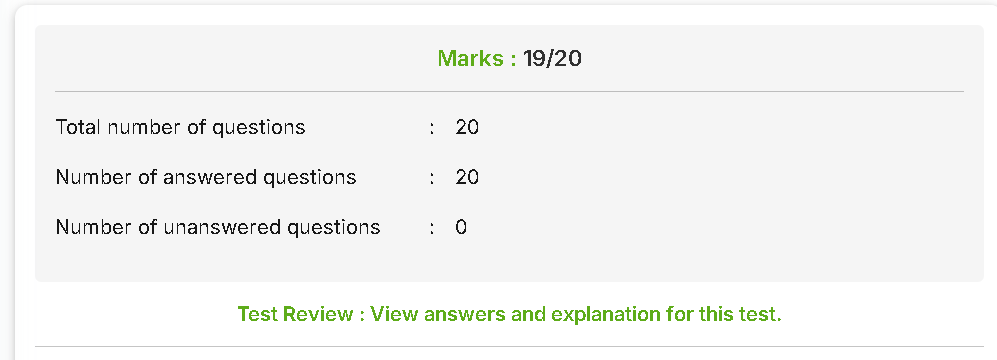 Marks : 19/20
Total number of questions : 20
Number of answered questions : 20
Number of unanswered questions : 0
Test Review : View answers and explanation for this test.